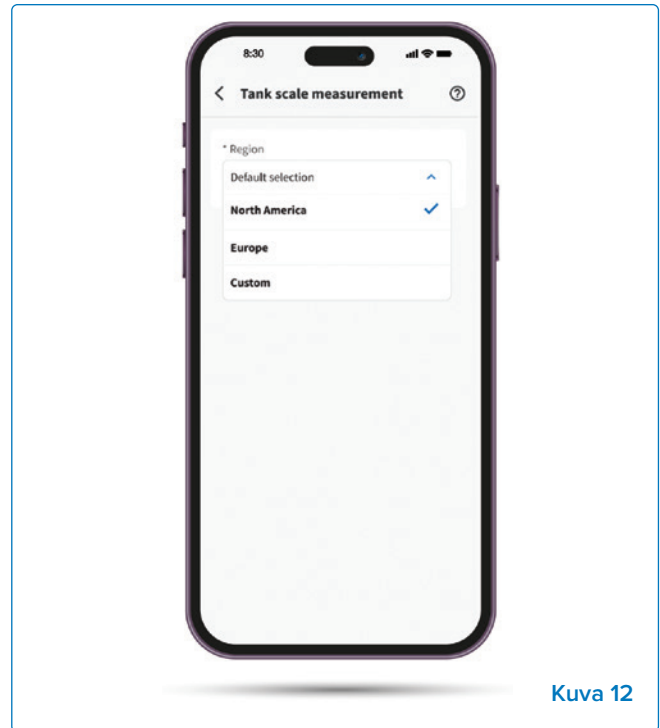 8:30
Tank scale measurement
* Region
Default selection
North America
Europe
Custom
Kuva 12